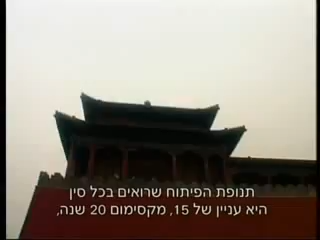 תנופת הפיתוח שרואים בכל סין
היא עניין של 15, מקסימום 20 שנה,